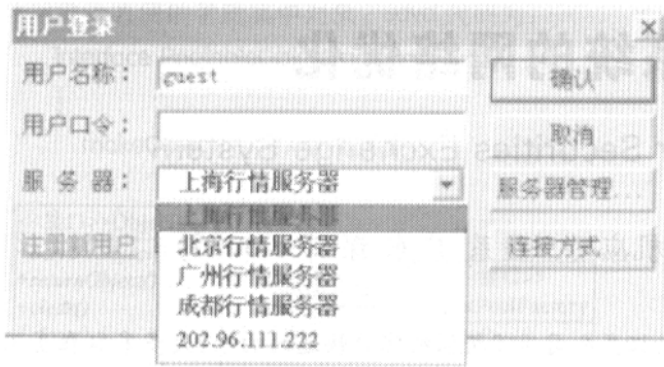 用户登录
用户名称： guest 确认
用户口令： 取消
服 务 器： 上海行情服务器 服务器管理
上海行情服务器
注册新用户 北京行情服务器 连接方式
广州行情服务器
成都行情服务器
202.96.111.222